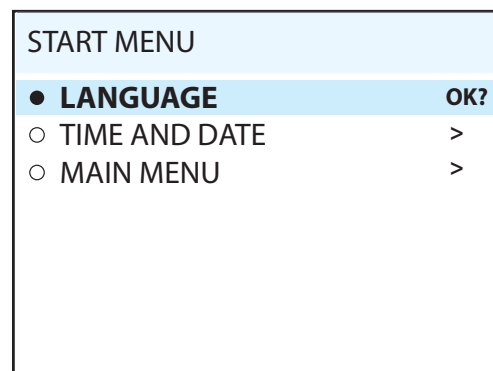 START MENU
● LANGUAGE OK?
○ TIME AND DATE >
○ MAIN MENU >